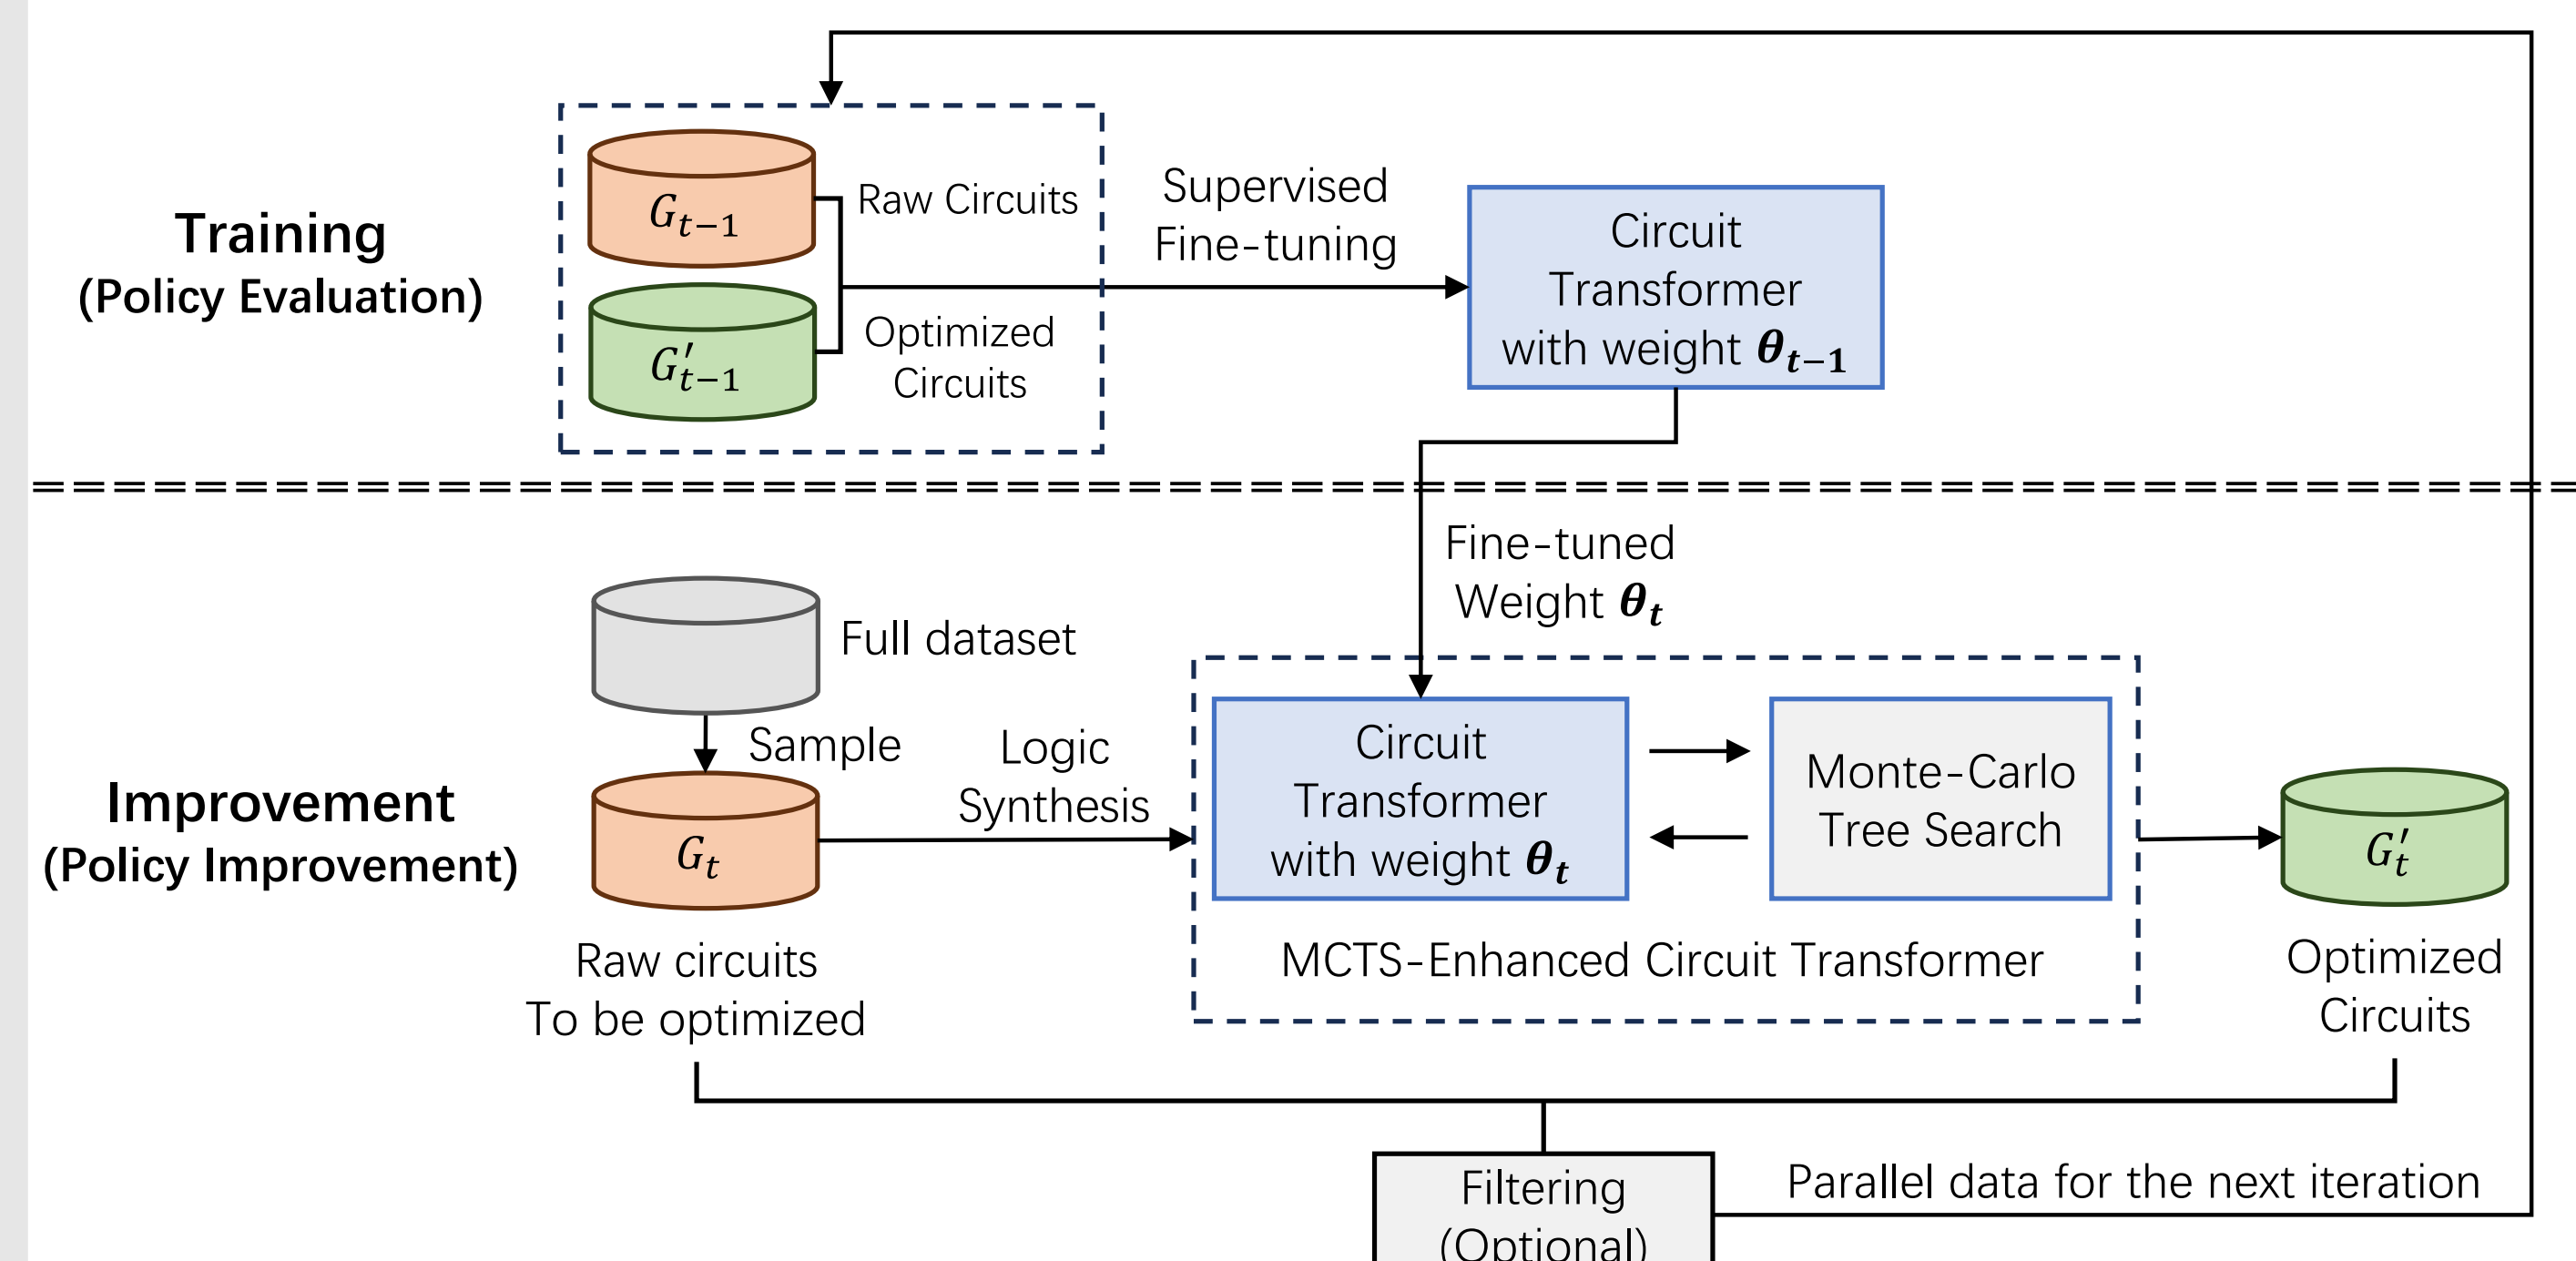 Training
(Policy Evaluation)
G_{t−1}
Raw Circuits
G'_{t−1}
Optimized
Circuits
Supervised
Fine-tuning
Circuit
Transformer
with weight θ_{t−1}
Fine-tuned
Weight θ_t
Improvement
(Policy Improvement)
Full dataset
Sample
G_t
Raw circuits
To be optimized
Logic
Synthesis
Circuit
Transformer
with weight θ_t
Monte-Carlo
Tree Search
MCTS-Enhanced Circuit Transformer
G'_t
Optimized
Circuits
Filtering
(Optional)
Parallel data for the next iteration